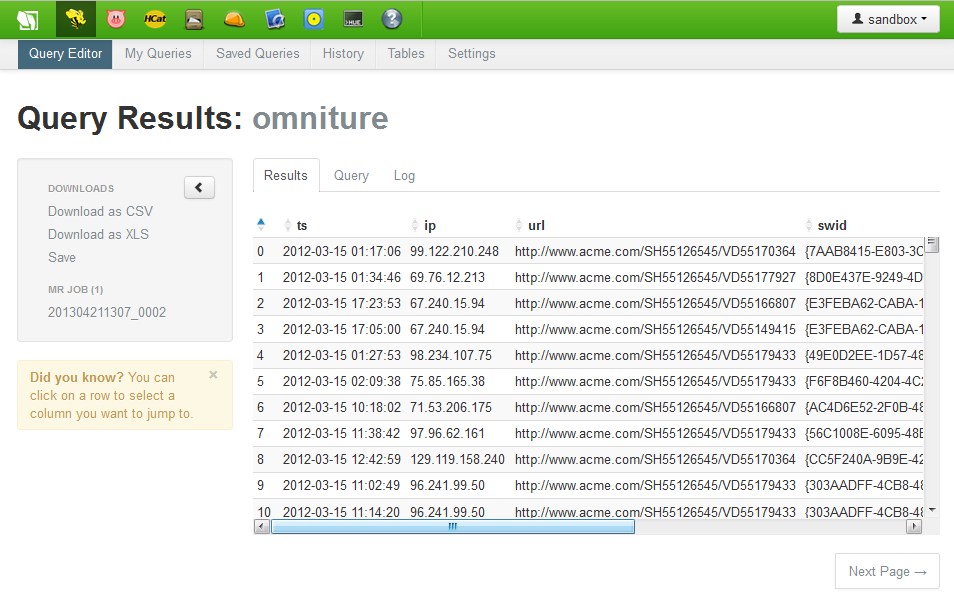 HCat HUE ? sandbox
Query Editor My Queries Saved Queries History Tables Settings
Query Results: omniture
DOWNLOADS
Download as CSV
Download as XLS
Save
MR JOB (1)
201304211307_0002
Did you know? You can
click on a row to select a
column you want to jump to.
Results Query Log
ts ip url swid
0 2012-03-15 01:17:06 99.122.210.248 http://www.acme.com/SH55126545/VD55170364 {7AAB8415-E803-3C
1 2012-03-15 01:34:46 69.76.12.213 http://www.acme.com/SH55126545/VD55177927 {8D0E437E-9249-4D
2 2012-03-15 17:23:53 67.240.15.94 http://www.acme.com/SH55126545/VD55166807 {E3FEBA62-CABA-1
3 2012-03-15 17:05:00 67.240.15.94 http://www.acme.com/SH55126545/VD55149415 {E3FEBA62-CABA-1
4 2012-03-15 01:27:53 98.234.107.75 http://www.acme.com/SH55126545/VD55179433 {49E0D2EE-1D57-48
5 2012-03-15 02:09:38 75.85.165.38 http://www.acme.com/SH55126545/VD55179433 {F6F8B460-4204-4C2
6 2012-03-15 10:18:02 71.53.206.175 http://www.acme.com/SH55126545/VD55166807 {AC4D6E52-2F0B-48
7 2012-03-15 11:38:42 97.96.62.161 http://www.acme.com/SH55126545/VD55179433 {56C1008E-6095-48E
8 2012-03-15 12:42:59 129.119.158.240 http://www.acme.com/SH55126545/VD55170364 {CC5F240A-9B9E-42
9 2012-03-15 11:02:49 96.241.99.50 http://www.acme.com/SH55126545/VD55179433 {303AADFF-4CB8-48
10 2012-03-15 11:14:20 96.241.99.50 http://www.acme.com/SH55126545/VD55179433 {303AADFF-4CB8-48
Next Page →